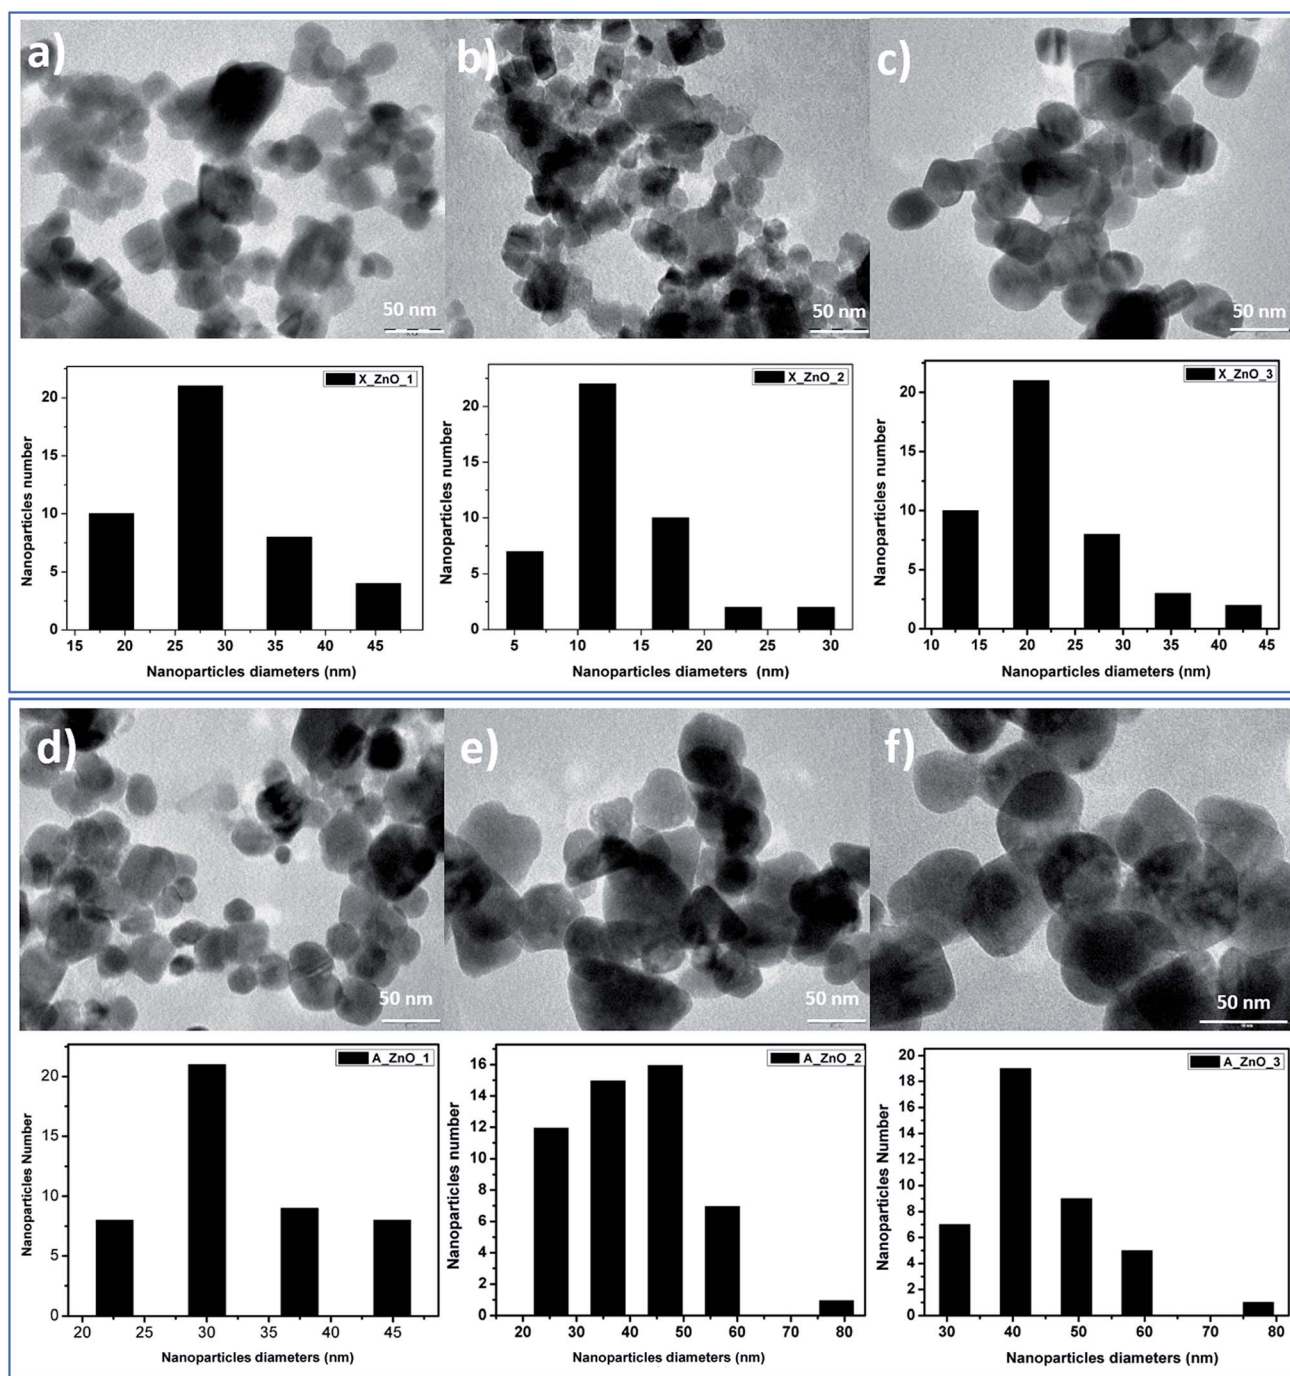 a)
50 nm
b)
50 nm
c)
50 nm
X_ZnO_1
Nanoparticles number
20
15
10
5
0
15 20 25 30 35 40 45
Nanoparticles diameters (nm)
X_ZnO_2
Nanoparticles number
20
15
10
5
0
5 10 15 20 25 30
Nanoparticles diameters (nm)
X_ZnO_3
Nanoparticles number
20
15
10
5
0
10 15 20 25 30 35 40 45
Nanoparticles diameters (nm)
d)
50 nm
e)
50 nm
f)
50 nm
A_ZnO_1
Nanoparticles Number
20
15
10
5
0
20 25 30 35 40 45
Nanoparticles diameters (nm)
A_ZnO_2
Nanoparticles number
16
14
12
10
8
6
4
2
0
20 30 40 50 60 70 80
Nanoparticles diameters (nm)
A_ZnO_3
Nanoparticles Number
20
18
16
14
12
10
8
6
4
2
0
30 40 50 60 70 80
Nanoparticles diameters (nm)